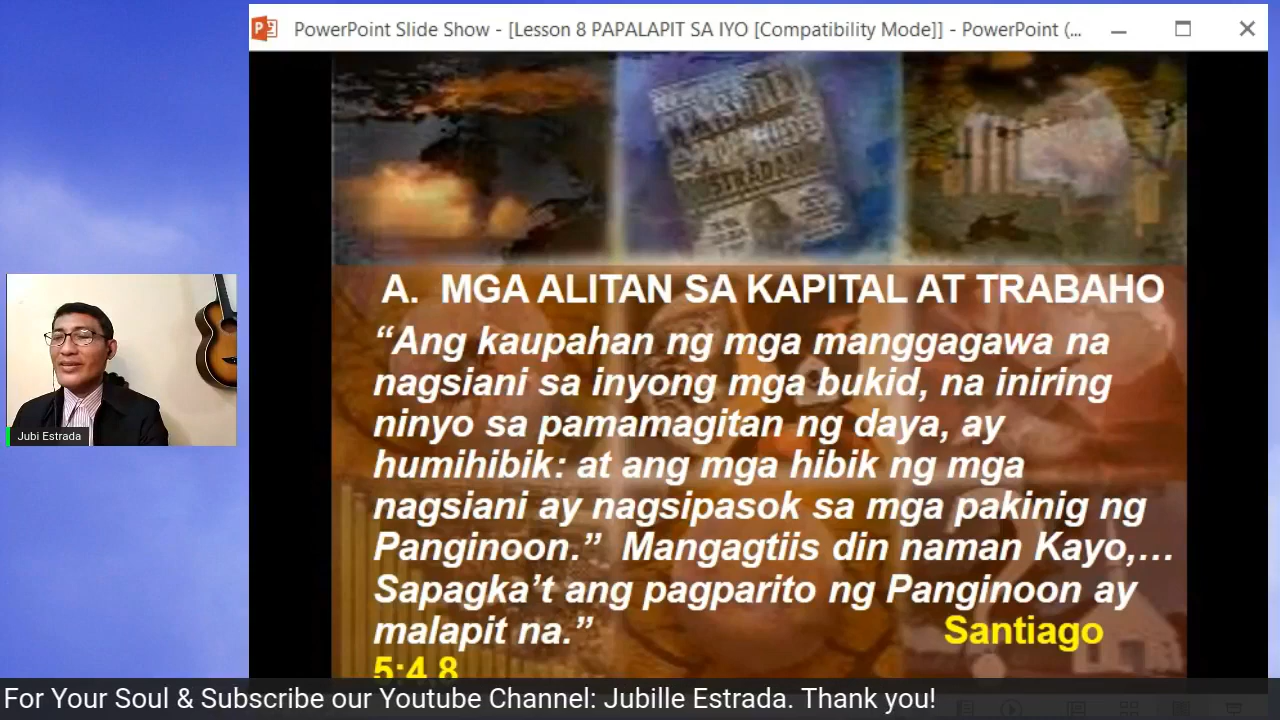 PowerPoint Slide Show - [Lesson 8 PAPALAPIT SA IYO [Compatibility Mode]] - PowerPoint (...
A. MGA ALITAN SA KAPITAL AT TRABAHO
“Ang kaupahan ng mga manggagawa na
nagsiani sa inyong mga bukid, na iniring
ninyo sa pamamagitan ng daya, ay
humihibik: at ang mga hibik ng mga
nagsiani ay nagsipasok sa mga pakinig ng
Panginoon.” Mangagtiis din naman Kayo,…
Sapagka’t ang pagparito ng Panginoon ay
malapit na.” Santiago
5:4,8
Jubi Estrada
For Your Soul & Subscribe our Youtube Channel: Jubille Estrada. Thank you!